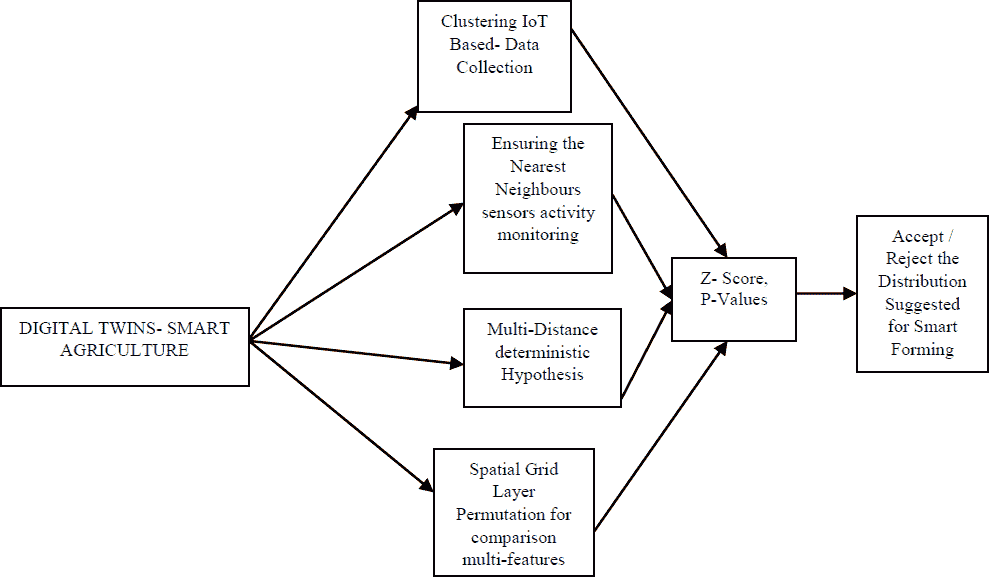 Clustering IoT
Based- Data
Collection
Ensuring the
Nearest
Neighbours
sensors activity
monitoring
DIGITAL TWINS- SMART
AGRICULTURE
Multi-Distance
deterministic
Hypothesis
Spatial Grid
Layer
Permutation for
comparison
multi-features
Z- Score,
P-Values
Accept /
Reject the
Distribution
Suggested
for Smart
Forming